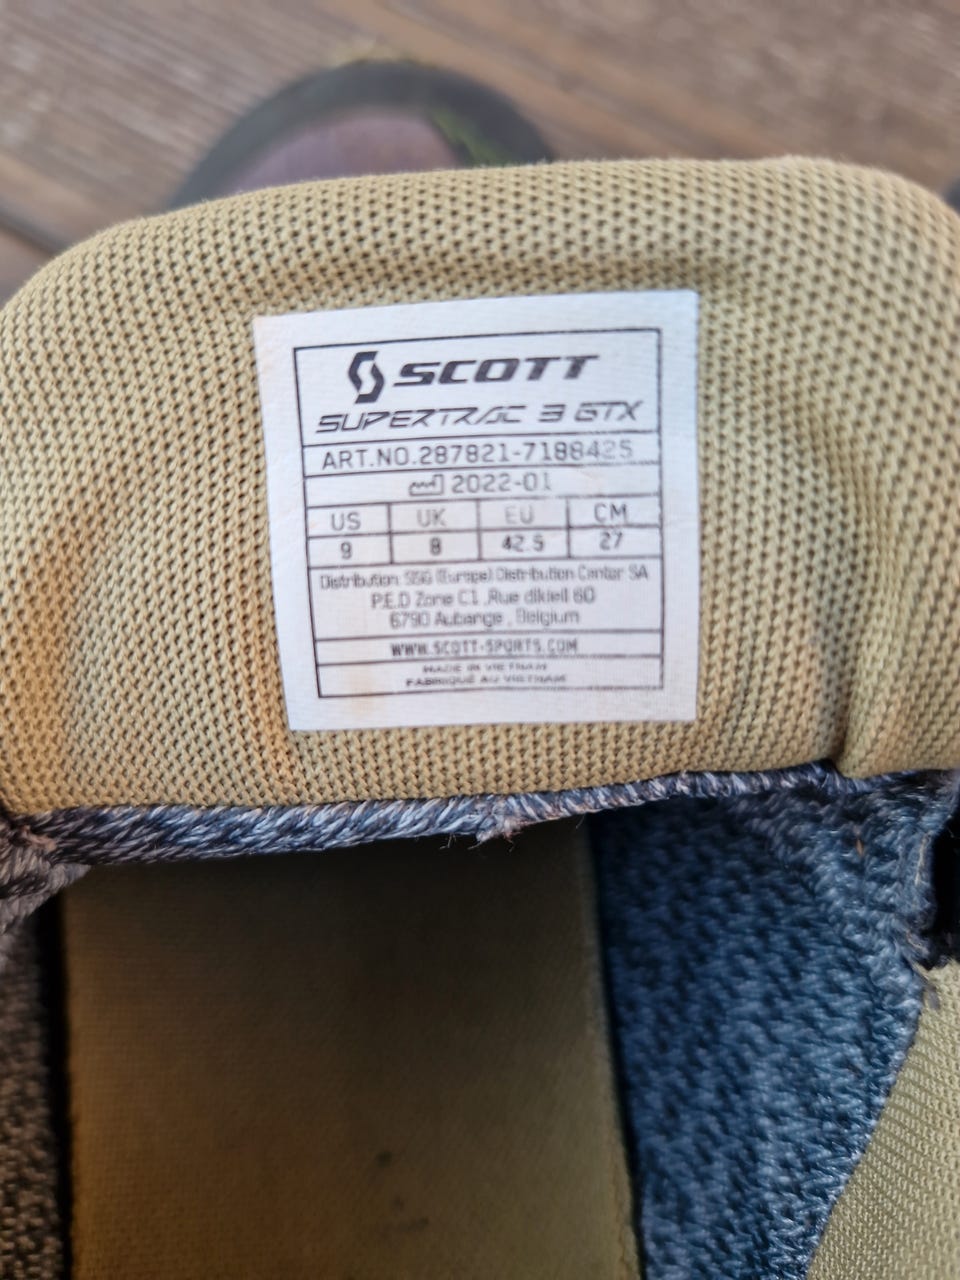 SCOTT
SUPERTRAC 3 GTX
ART.NO.287821-7188425
2022-01
US UK EU CM
9 8 42.5 27
Distribution: SSG (Europe) Distribution Center SA
P.E.D Zone C1 ,Rue dikiell 60
6790 Aubange , Belgium
WWW.SCOTT-SPORTS.COM
MADE IN VIETNAM
FABRIQUÉ AU VIETNAM